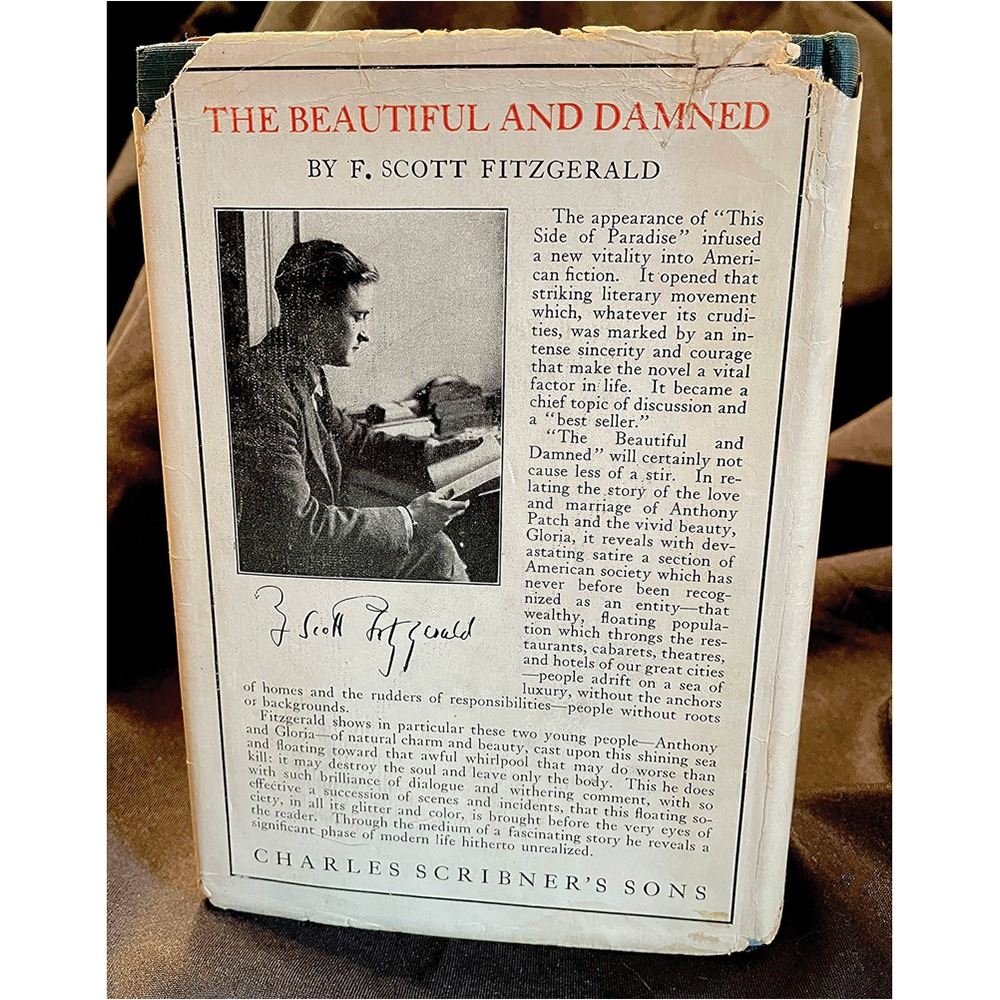 THE BEAUTIFUL AND DAMNED
BY F. SCOTT FITZGERALD
The appearance of "This
Side of Paradise" infused
a new vitality into Ameri-
can fiction. It opened that
striking literary movement
which, whatever its crudi-
ties, was marked by an in-
tense sincerity and courage
that make the novel a vital
factor in life. It became a
chief topic of discussion and
a "best seller."
"The Beautiful and
Damned" will certainly not
cause less of a stir. In re-
lating the story of the love
and marriage of Anthony
Patch and the vivid beauty,
Gloria, it reveals with dev-
astating satire a section of
American society which has
never before been recog-
nized as an entity—that
wealthy, floating popula-
tion which throngs the res-
taurants, cabarets, theatres,
and hotels of our great cities
—people adrift on a sea of
luxury, without the anchors
of homes and the rudders of responsibilities—people without roots
or backgrounds.
Fitzgerald shows in particular these two young people—Anthony
and Gloria—of natural charm and beauty, cast upon this shining sea
and floating toward that awful whirlpool that may do worse than
kill: it may destroy the soul and leave only the body. This he does
with such brilliance of dialogue and withering comment, with so
effective a succession of scenes and incidents, that this floating so-
ciety, in all its glitter and color, is brought before the very eyes of
the reader. Through the medium of a fascinating story he reveals a
significant phase of modern life hitherto unrealized.
F Scott Fitzgerald
CHARLES SCRIBNER'S SONS